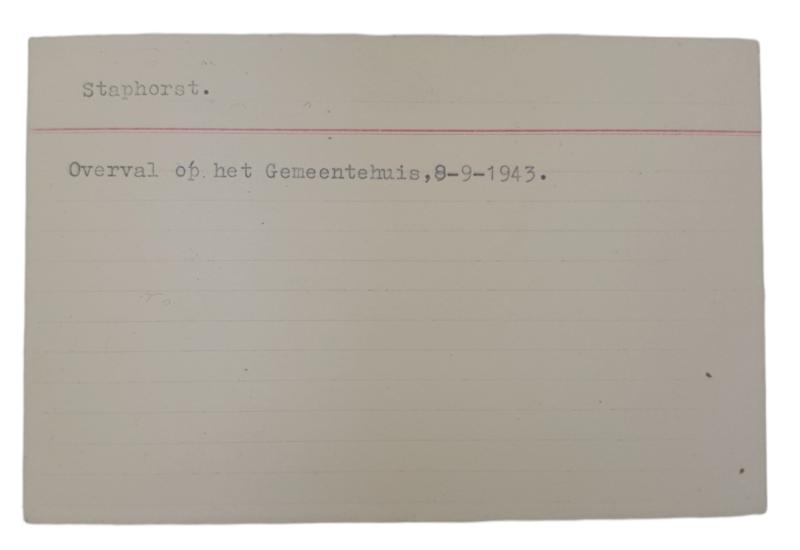 Staphorst.
Overval op het Gemeentehuis,8-9-1943.